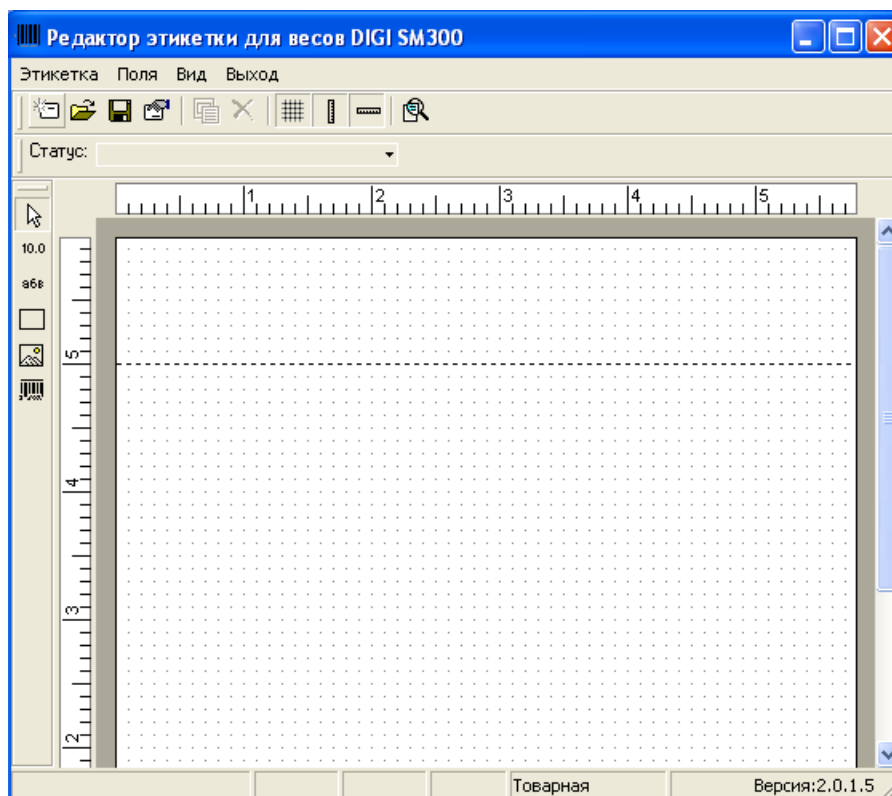 Редактор этикетки для весов DIGI SM300
Этикетка Поля Вид Выход
Статус:
1 2 3 4 5
10.0
абв
5
4
3
2
Товарная Версия:2.0.1.5